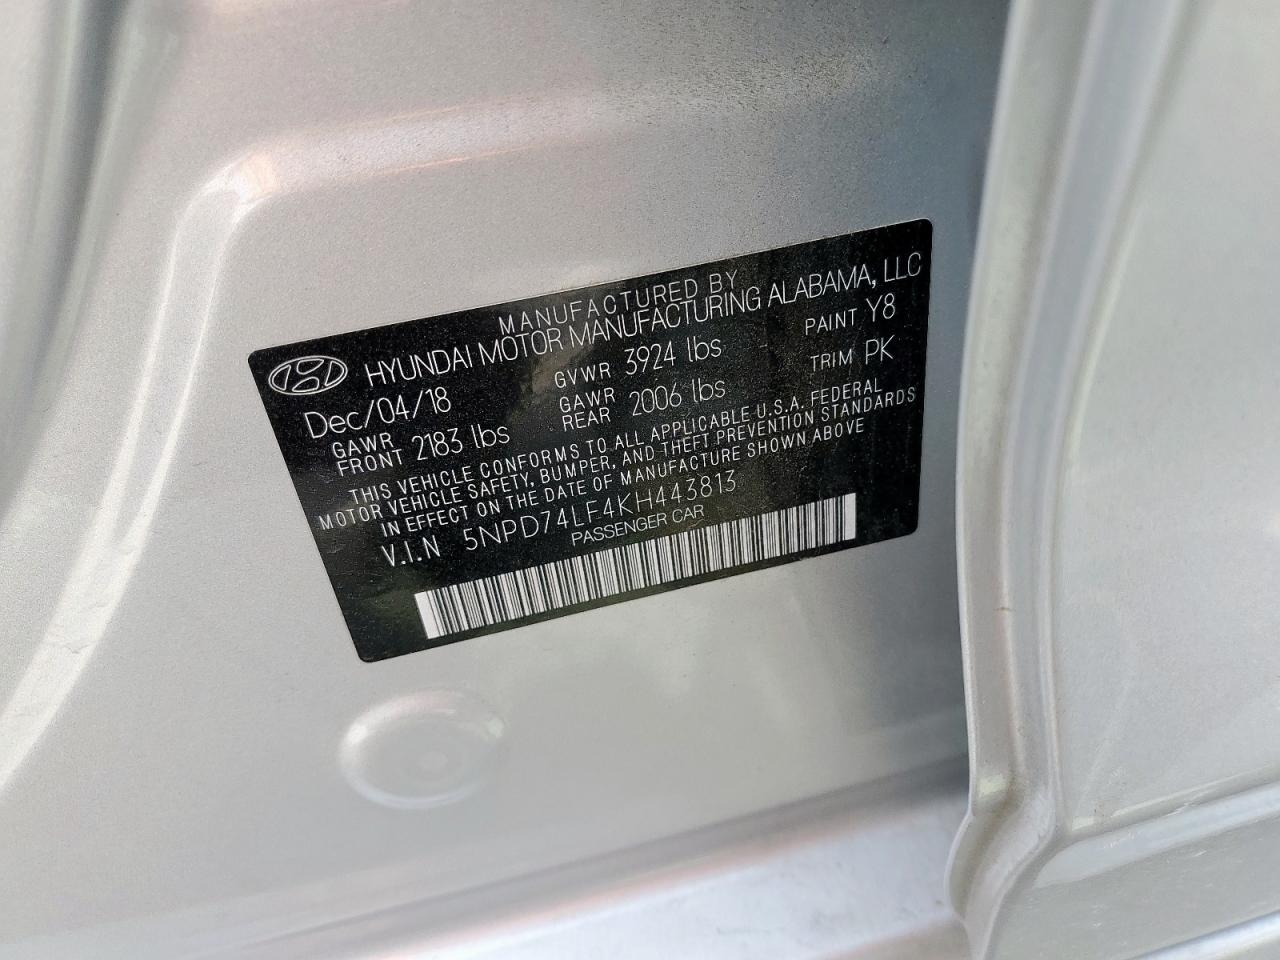 MANUFACTURED BY
HYUNDAI MOTOR MANUFACTURING ALABAMA, LLC
Dec/04/18 GVWR 3924 lbs PAINT Y8
GAWR FRONT 2183 lbs GAWR REAR 2006 lbs TRIM PK
THIS VEHICLE CONFORMS TO ALL APPLICABLE U.S.A. FEDERAL
MOTOR VEHICLE SAFETY, BUMPER, AND THEFT PREVENTION STANDARDS
IN EFFECT ON THE DATE OF MANUFACTURE SHOWN ABOVE
V.I.N 5NPD74LF4KH443813
PASSENGER CAR